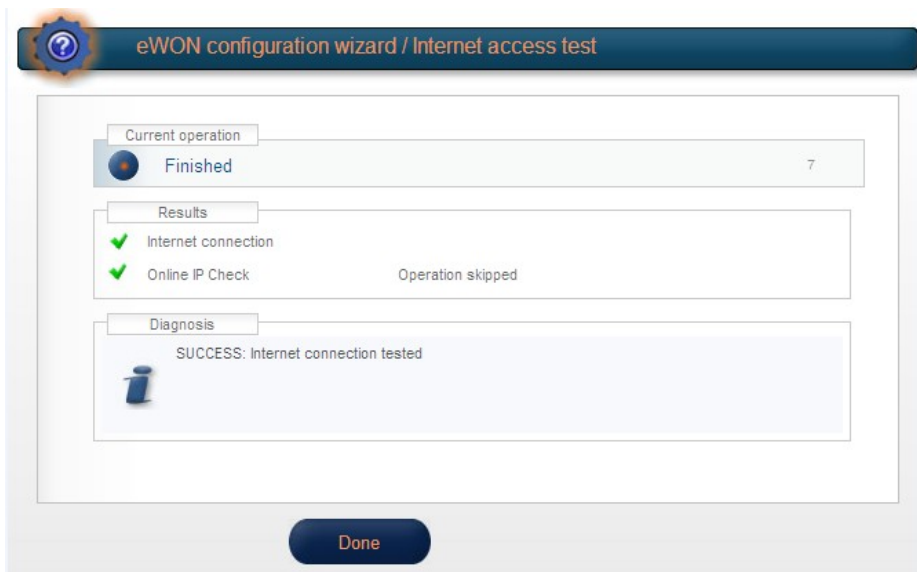 eWON configuration wizard / Internet access test
Current operation
Finished 7
Results
Internet connection
Online IP Check Operation skipped
Diagnosis
SUCCESS: Internet connection tested
Done